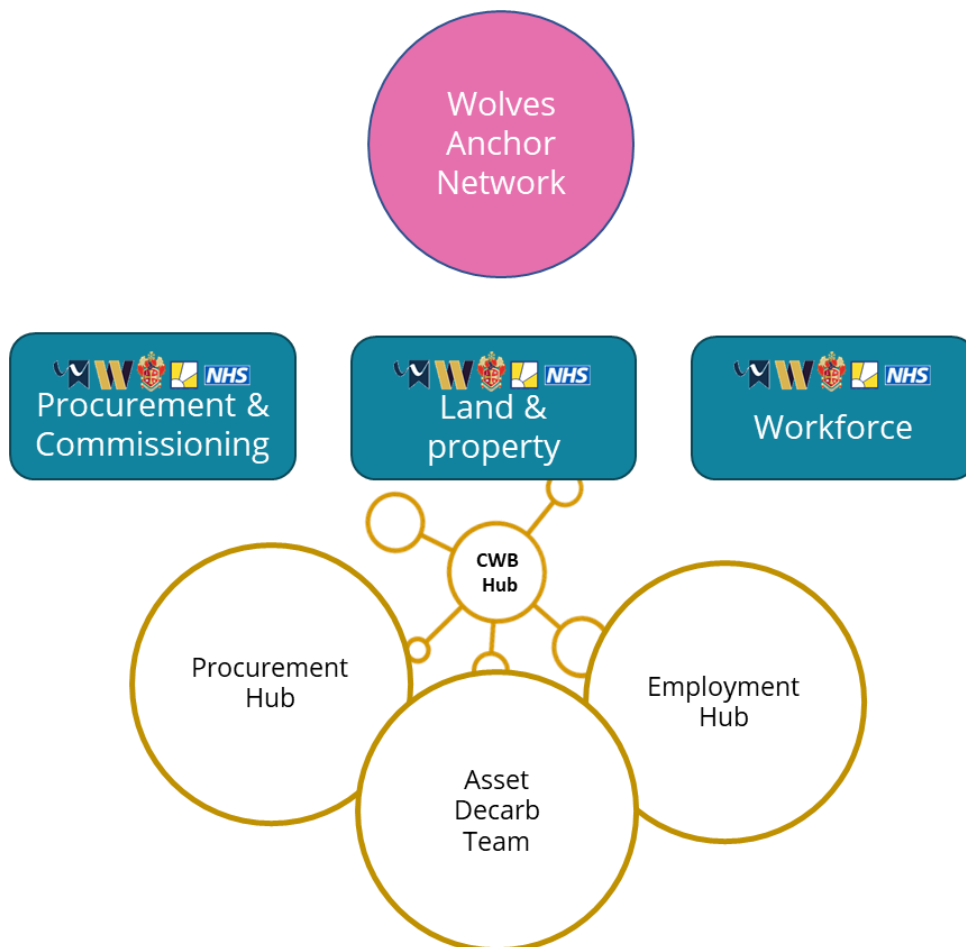 Wolves
Anchor
Network
NHS
Procurement &
Commissioning
NHS
Land &
property
NHS
Workforce
CWB
Hub
Procurement
Hub
Employment
Hub
Asset
Decarb
Team